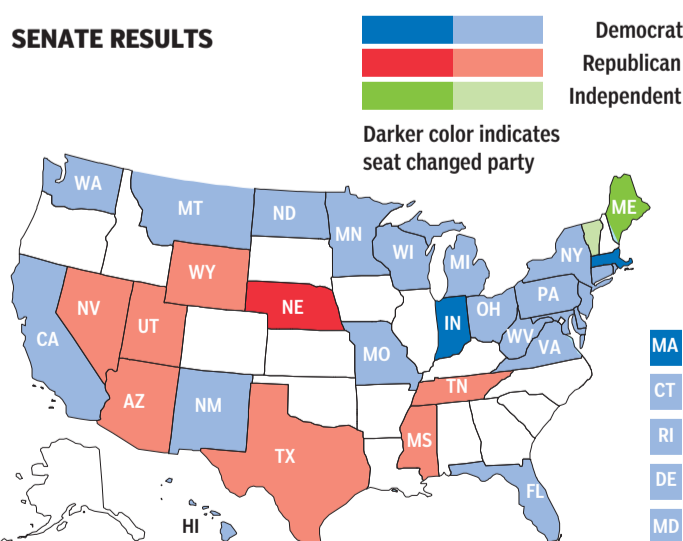 SENATE RESULTS
Democrat
Republican
Independent
Darker color indicates
seat changed party
WA
MT
ND
MN
WI
MI
NY
ME
WY
NE
NV
UT
CA
AZ
NM
TX
MO
IN
OH
PA
WV
VA
TN
MS
FL
HI
MA
CT
RI
DE
MD